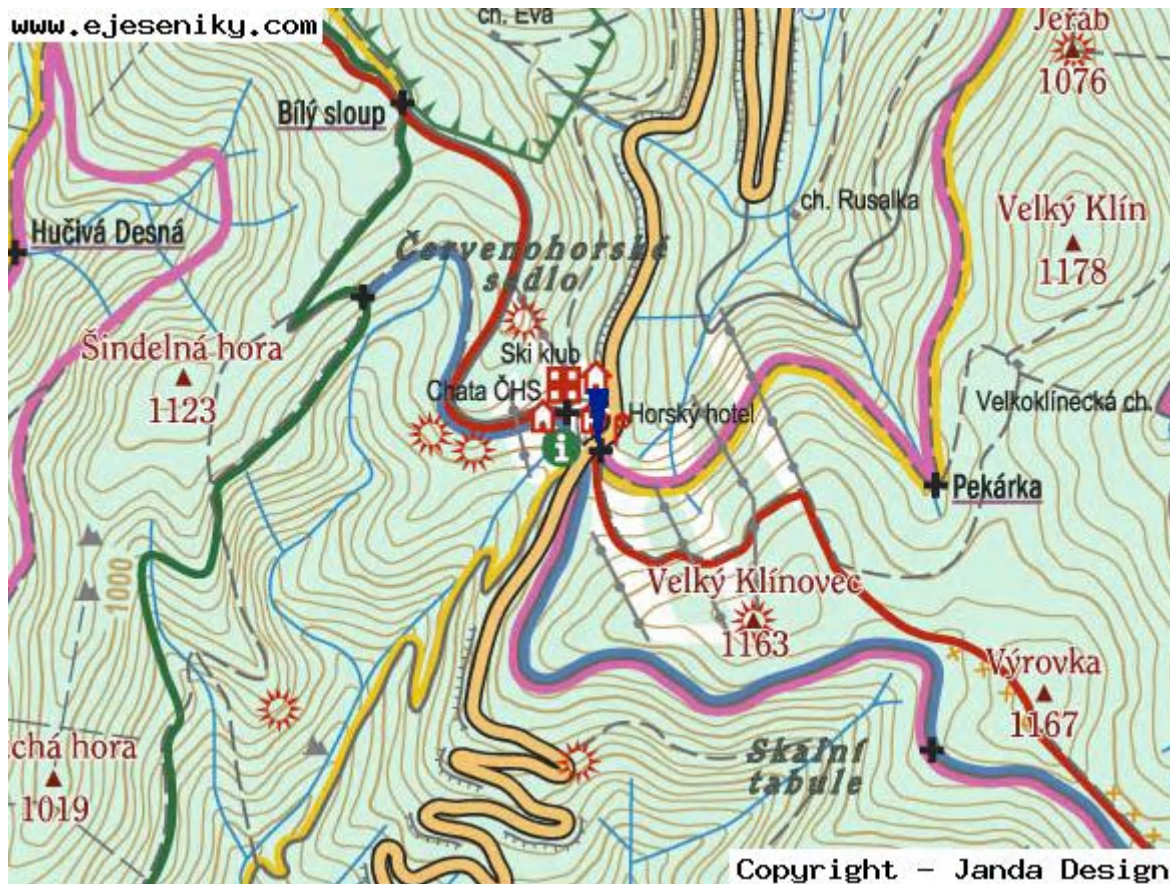 www.ejeseniky.com
ch. Eva
Jeřáb
1076
Bílý sloup
ch. Rusalka
Velký Klín
1178
Hučivá Desná
Červenohorské
sedlo
Šindelná hora
1123
Ski klub
Chata ČHS
Horský hotel
Velkoklínecká ch.
i
Pekárka
1000
Velký Klínovec
1163
Výrovka
1167
chá hora
1019
Skalní
tabule
Copyright - Janda Design